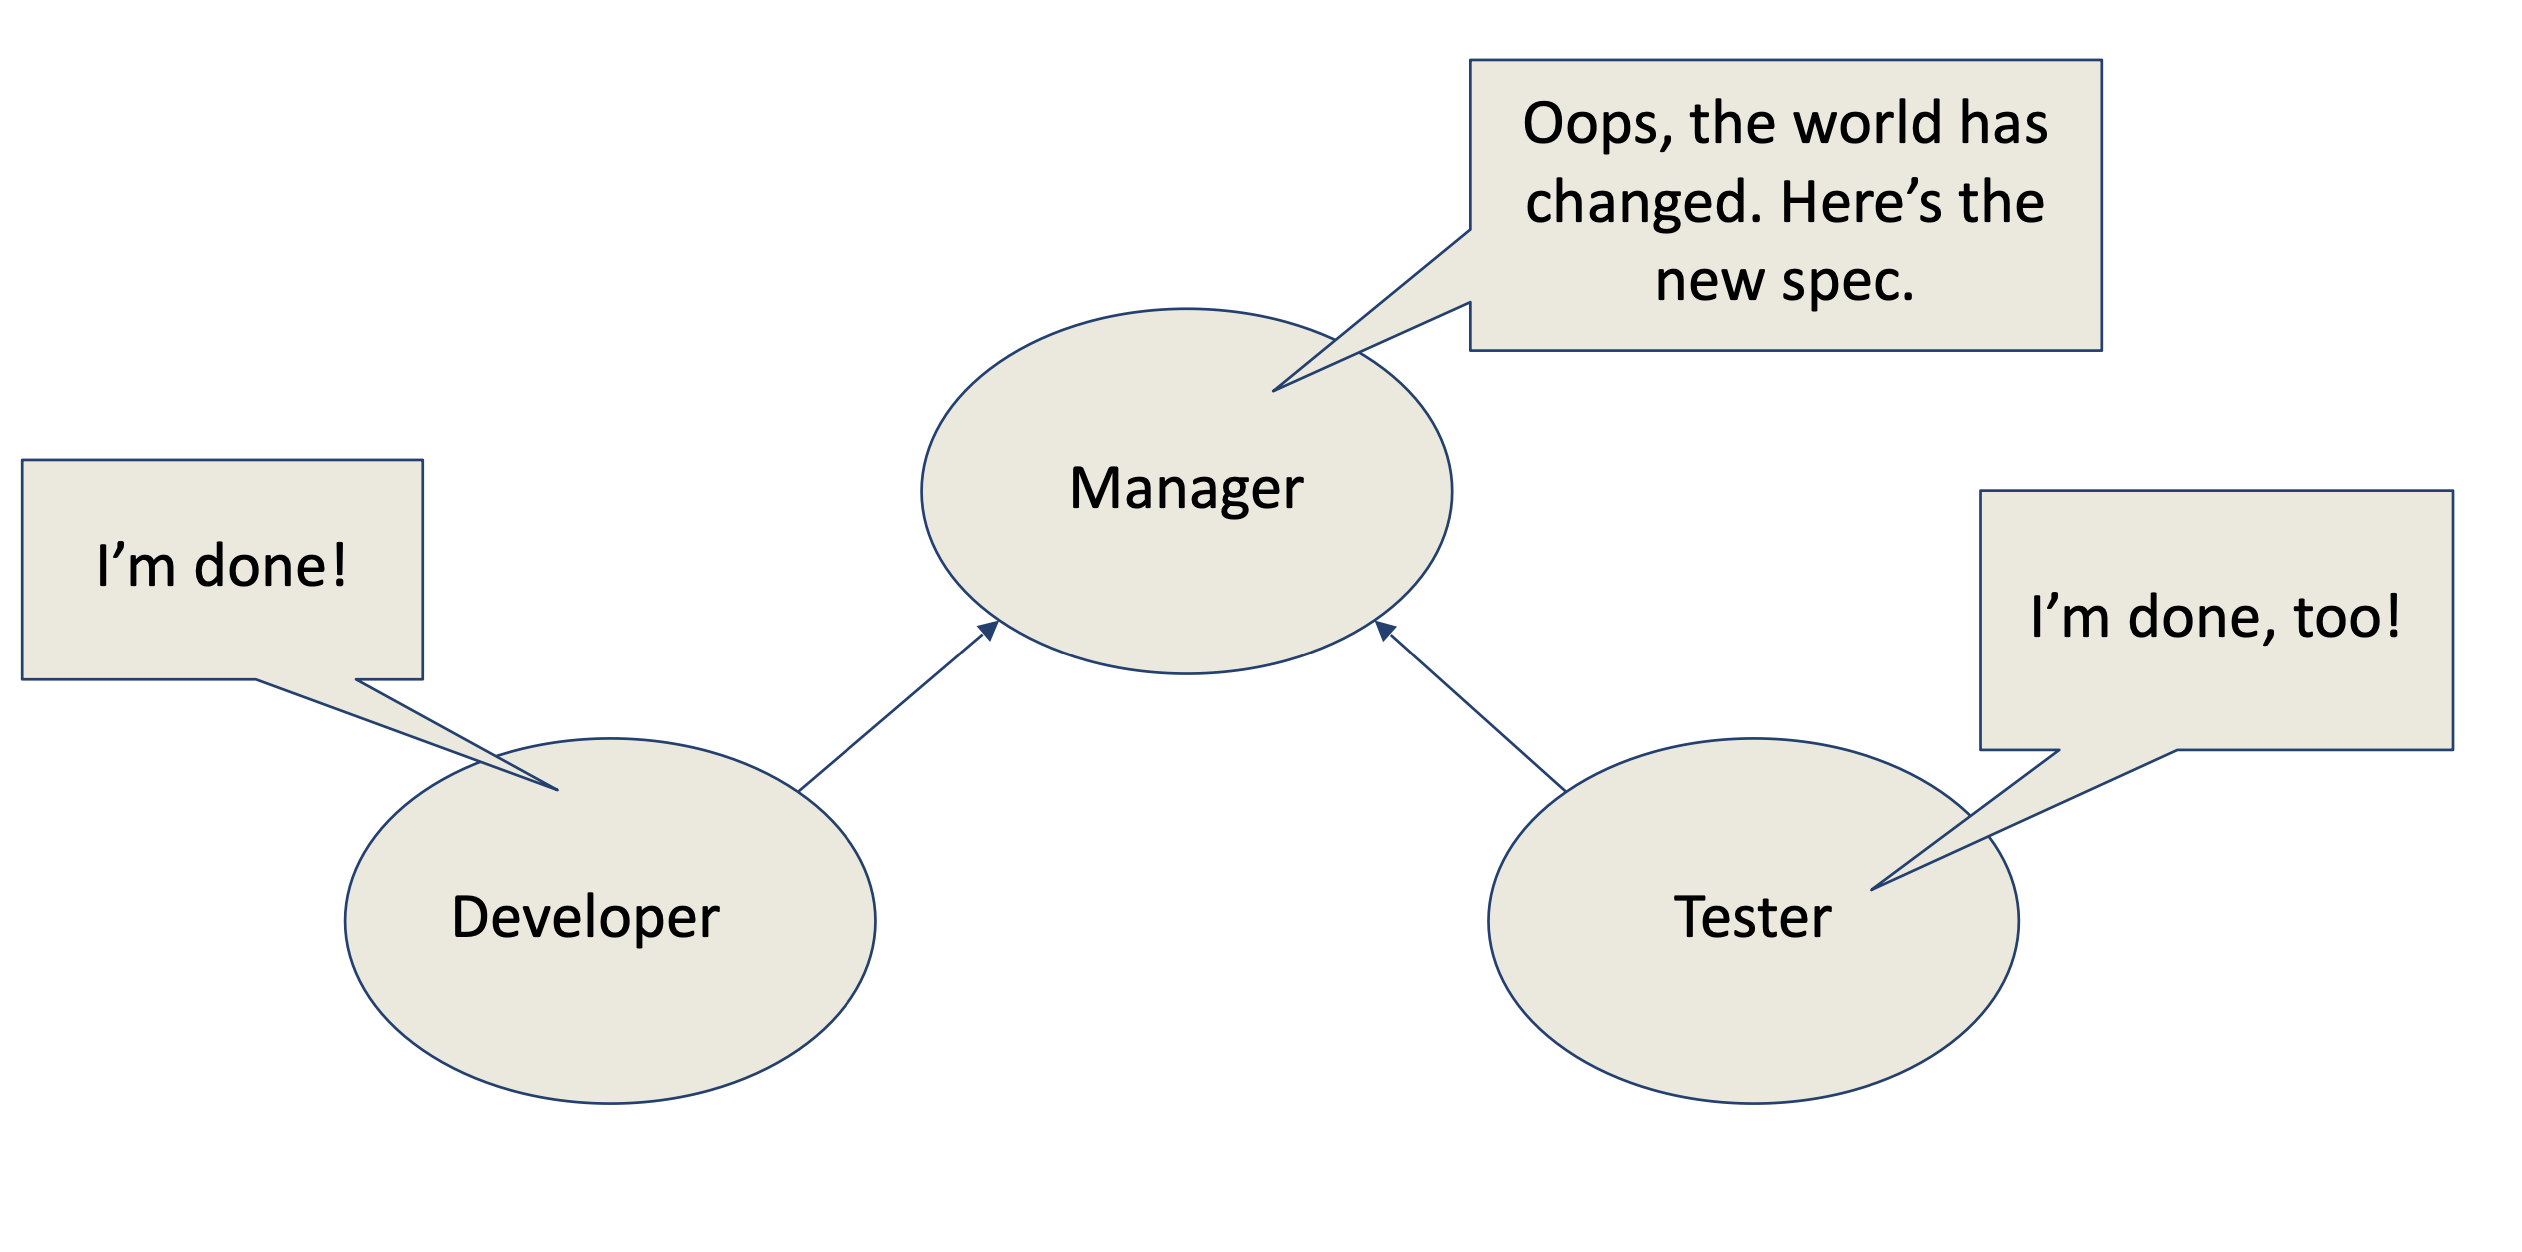 Oops, the world has
changed. Here’s the
new spec.
Manager
I’m done!
I’m done, too!
Developer
Tester